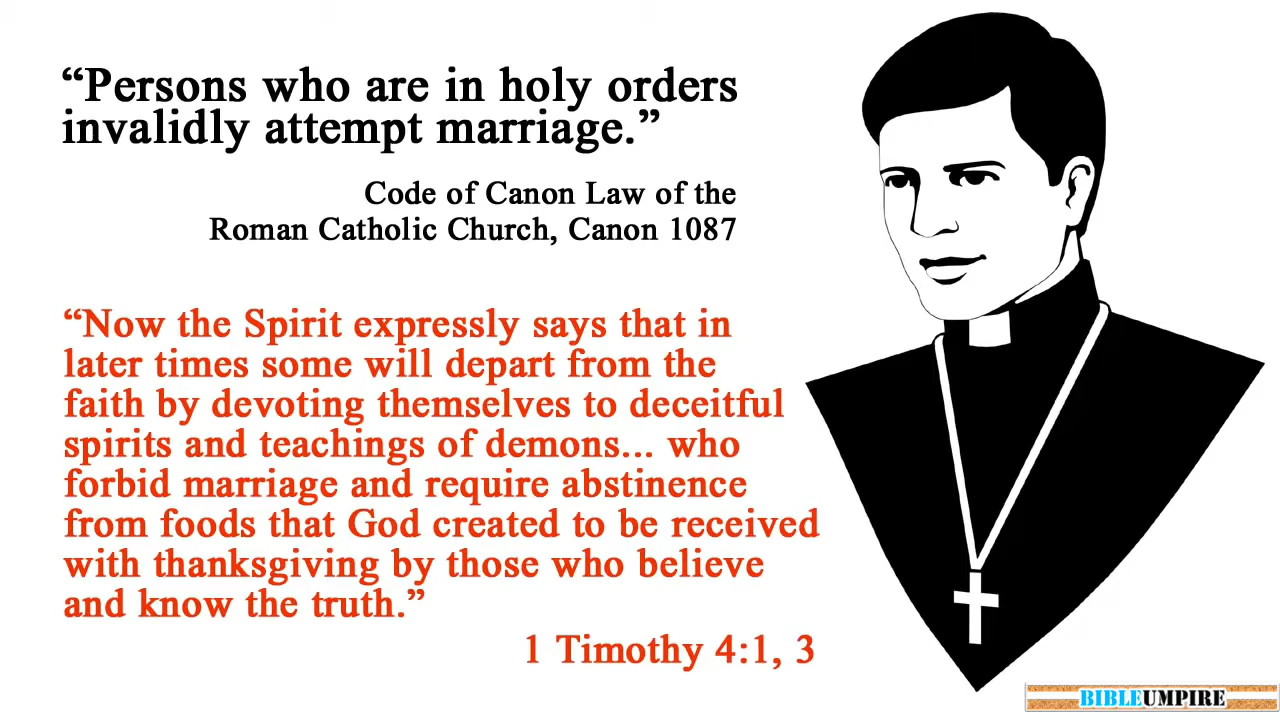 “Persons who are in holy orders
invalidly attempt marriage.”
Code of Canon Law of the
Roman Catholic Church, Canon 1087
“Now the Spirit expressly says that in
later times some will depart from the
faith by devoting themselves to deceitful
spirits and teachings of demons... who
forbid marriage and require abstinence
from foods that God created to be received
with thanksgiving by those who believe
and know the truth.”
1 Timothy 4:1, 3
BIBLEUMPIRE